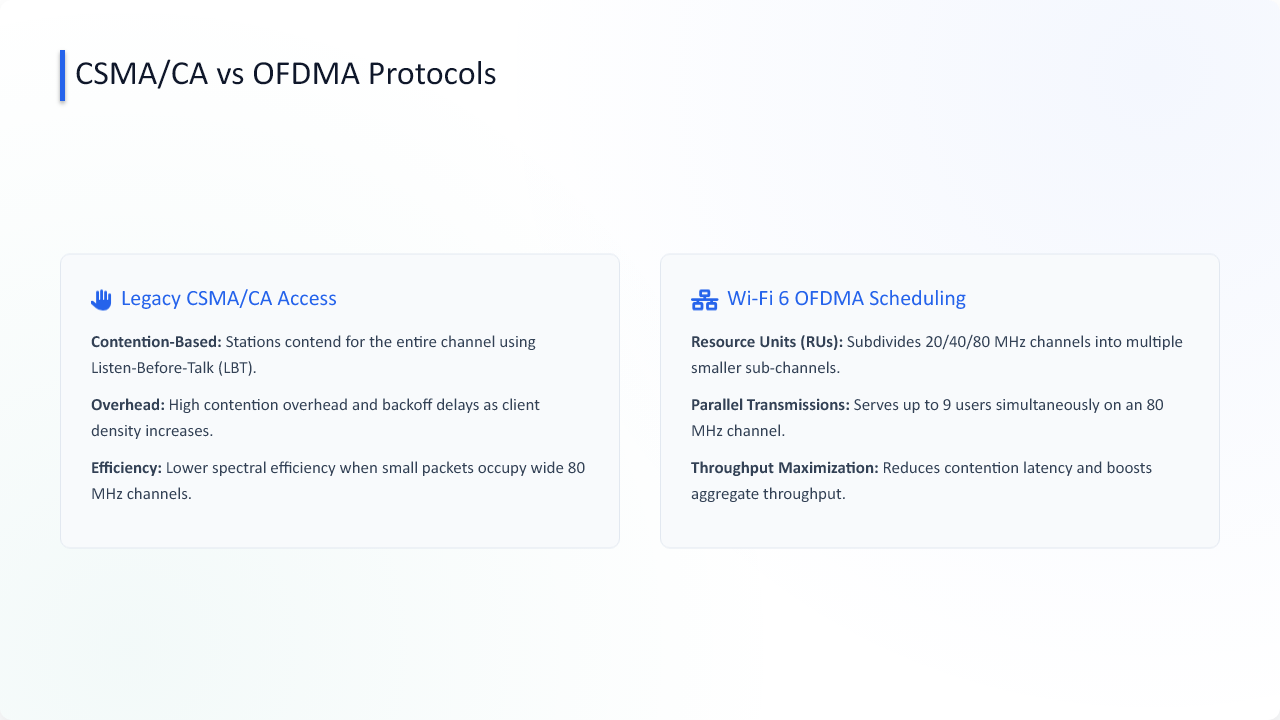 CSMA/CA vs OFDMA Protocols
Legacy CSMA/CA Access
Contention-Based: Stations contend for the entire channel using
Listen-Before-Talk (LBT).
Overhead: High contention overhead and backoff delays as client
density increases.
Efficiency: Lower spectral efficiency when small packets occupy wide 80
MHz channels.
Wi-Fi 6 OFDMA Scheduling
Resource Units (RUs): Subdivides 20/40/80 MHz channels into multiple
smaller sub-channels.
Parallel Transmissions: Serves up to 9 users simultaneously on an 80
MHz channel.
Throughput Maximization: Reduces contention latency and boosts
aggregate throughput.